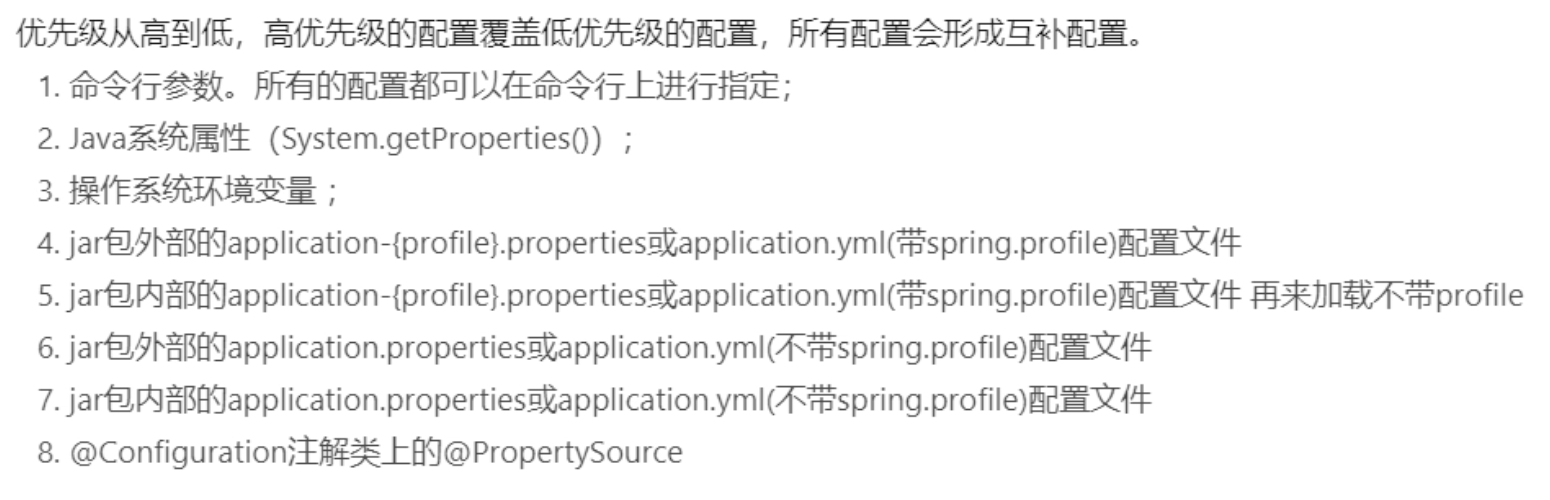 优先级从高到低，高优先级的配置覆盖低优先级的配置，所有配置会形成互补配置。
1. 命令行参数。所有的配置都可以在命令行上进行指定；
2. Java系统属性（System.getProperties()）；
3. 操作系统环境变量 ；
4. jar包外部的application-{profile}.properties或application.yml(带spring.profile)配置文件
5. jar包内部的application-{profile}.properties或application.yml(带spring.profile)配置文件 再来加载不带profile
6. jar包外部的application.properties或application.yml(不带spring.profile)配置文件
7. jar包内部的application.properties或application.yml(不带spring.profile)配置文件
8. @Configuration注解类上的@PropertySource